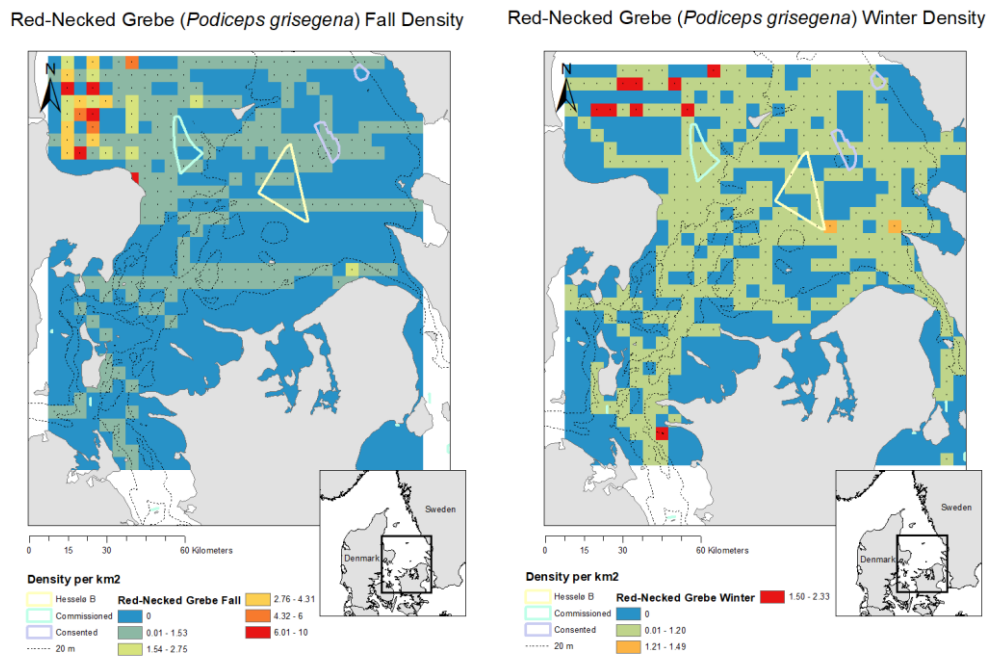 Red-Necked Grebe (Podiceps grisegena) Fall Density
N
Sweden
Denmark
0 15 30 60 Kilometers
Density per km2
Hesselø B
Commissioned
Consented
20 m
Red-Necked Grebe Fall
0
0.01 - 1.53
1.54 - 2.75
2.76 - 4.31
4.32 - 6
6.01 - 10
Red-Necked Grebe (Podiceps grisegena) Winter Density
N
Sweden
Denmark
0 15 30 60 Kilometers
Density per km2
Hesselø B
Commissioned
Consented
20 m
Red-Necked Grebe Winter
0
0.01 - 1.20
1.21 - 1.49
1.50 - 2.33